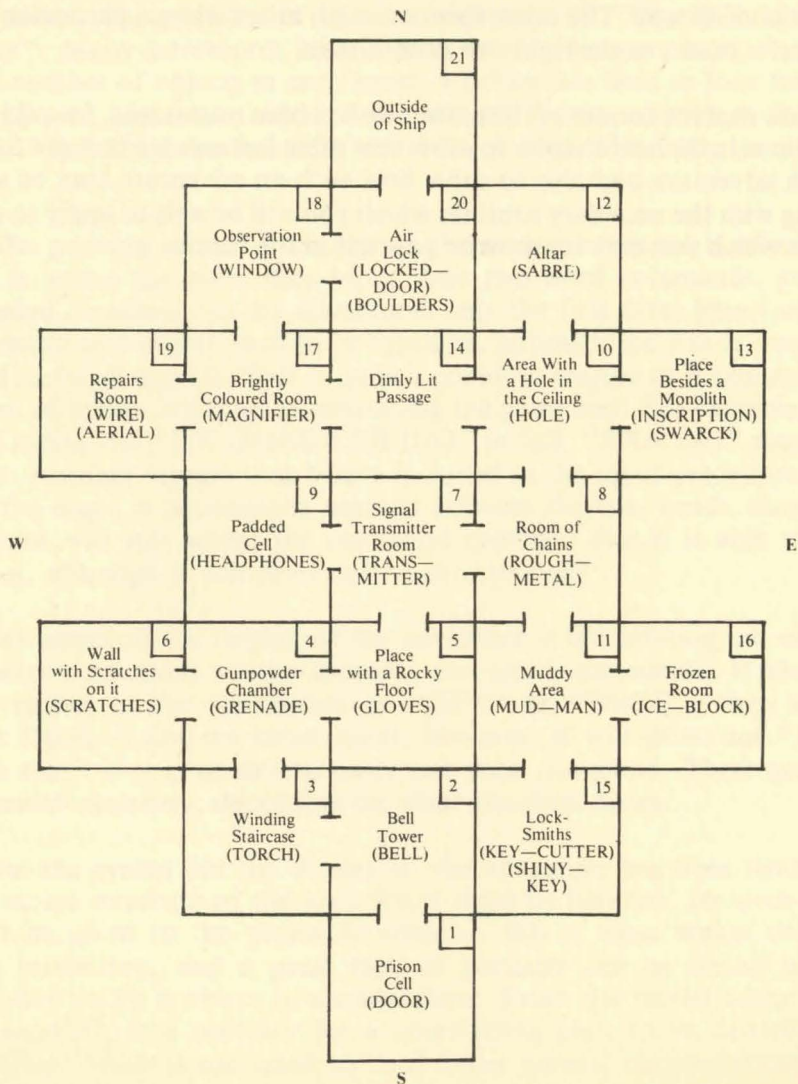 N
21
Outside
of Ship
18
Observation
Point
(WINDOW)
20
Air
Lock
(LOCKED—
DOOR)
(BOULDERS)
12
Altar
(SABRE)
19
Repairs
Room
(WIRE)
(AERIAL)
17
Brightly
Coloured Room
(MAGNIFIER)
14
Dimly Lit
Passage
10
Area With
a Hole in
the Ceiling
(HOLE)
13
Place
Besides a
Monolith
(INSCRIPTION)
(SWARCK)
W
9
Padded
Cell
(HEADPHONES)
7
Signal
Transmitter
Room
(TRANS—
MITTER)
8
Room of
Chains
(ROUGH—
METAL)
E
6
Wall
with Scratches
on it
(SCRATCHES)
4
Gunpowder
Chamber
(GRENADE)
5
Place
with a Rocky
Floor
(GLOVES)
11
Muddy
Area
(MUD—MAN)
16
Frozen
Room
(ICE—BLOCK)
3
Winding
Staircase
(TORCH)
2
Bell
Tower
(BELL)
15
Lock-
Smiths
(KEY—CUTTER)
(SHINY—
KEY)
1
Prison
Cell
(DOOR)
S